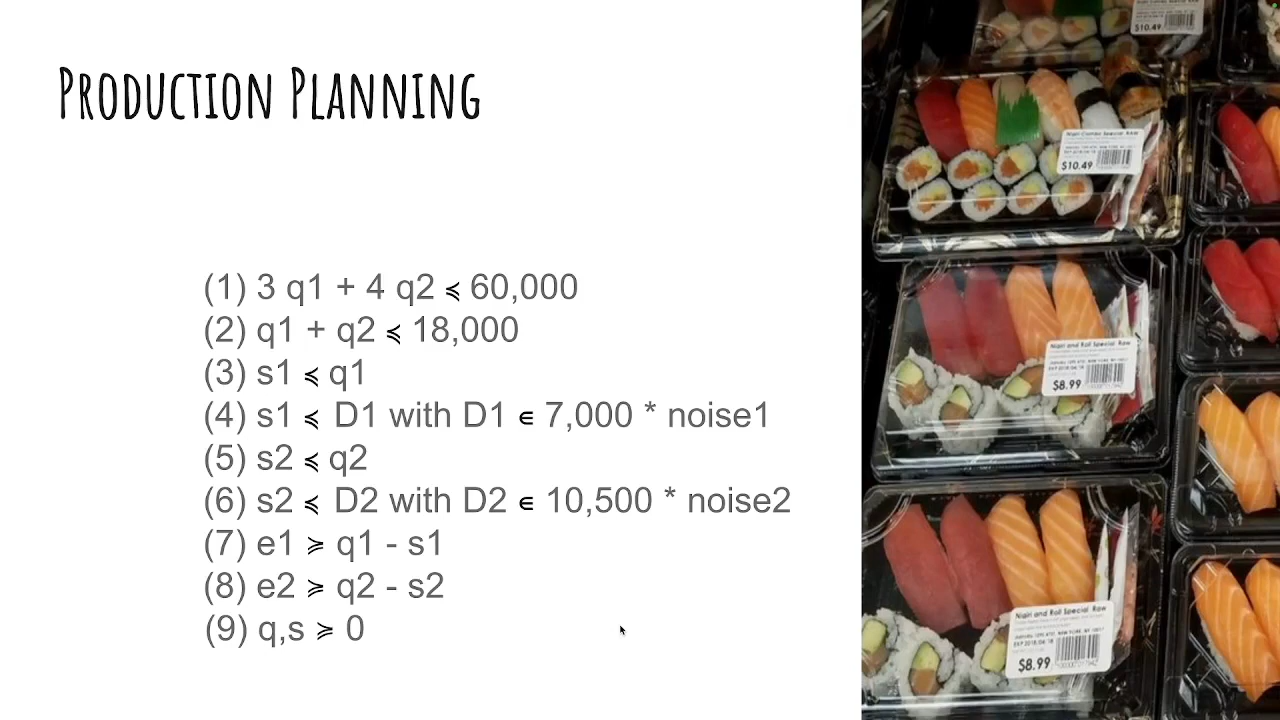 PRODUCTION PLANNING
(1) 3 q1 + 4 q2 ≼ 60,000
(2) q1 + q2 ≼ 18,000
(3) s1 ≼ q1
(4) s1 ≼ D1 with D1 ∊ 7,000 * noise1
(5) s2 ≼ q2
(6) s2 ≼ D2 with D2 ∊ 10,500 * noise2
(7) e1 ≽ q1 - s1
(8) e2 ≽ q2 - s2
(9) q,s ≽ 0
$10.49
$10.49
$8.99
$8.99